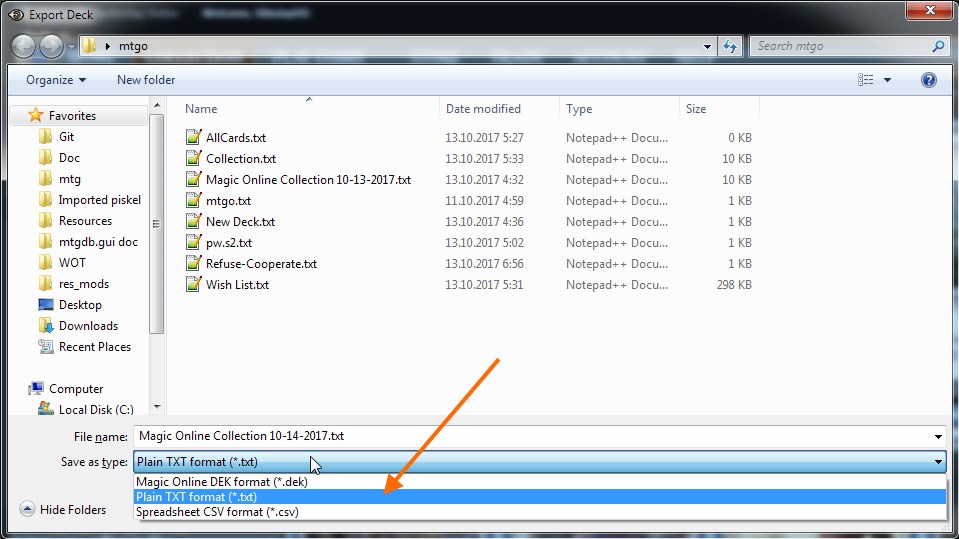 Export Deck
mtgo
Search mtgo
Organize
New folder
Name Date modified Type Size
Favorites
Git
Doc
mtg
Imported piskel
Resources
mtgdb.gui doc
WOT
res_mods
Desktop
Downloads
Recent Places
Computer
Local Disk (C:)
AllCards.txt 13.10.2017 5:27 Notepad++ Docu... 0 KB
Collection.txt 13.10.2017 5:33 Notepad++ Docu... 10 KB
Magic Online Collection 10-13-2017.txt 13.10.2017 4:32 Notepad++ Docu... 10 KB
mtgo.txt 11.10.2017 4:59 Notepad++ Docu... 1 KB
New Deck.txt 13.10.2017 4:36 Notepad++ Docu... 1 KB
pw.s2.txt 13.10.2017 5:02 Notepad++ Docu... 1 KB
Refuse-Cooperate.txt 13.10.2017 6:56 Notepad++ Docu... 1 KB
Wish List.txt 13.10.2017 5:31 Notepad++ Docu... 298 KB
File name: Magic Online Collection 10-14-2017.txt
Save as type: Plain TXT format (*.txt)
Magic Online DEK format (*.dek)
Plain TXT format (*.txt)
Spreadsheet CSV format (*.csv)
Hide Folders